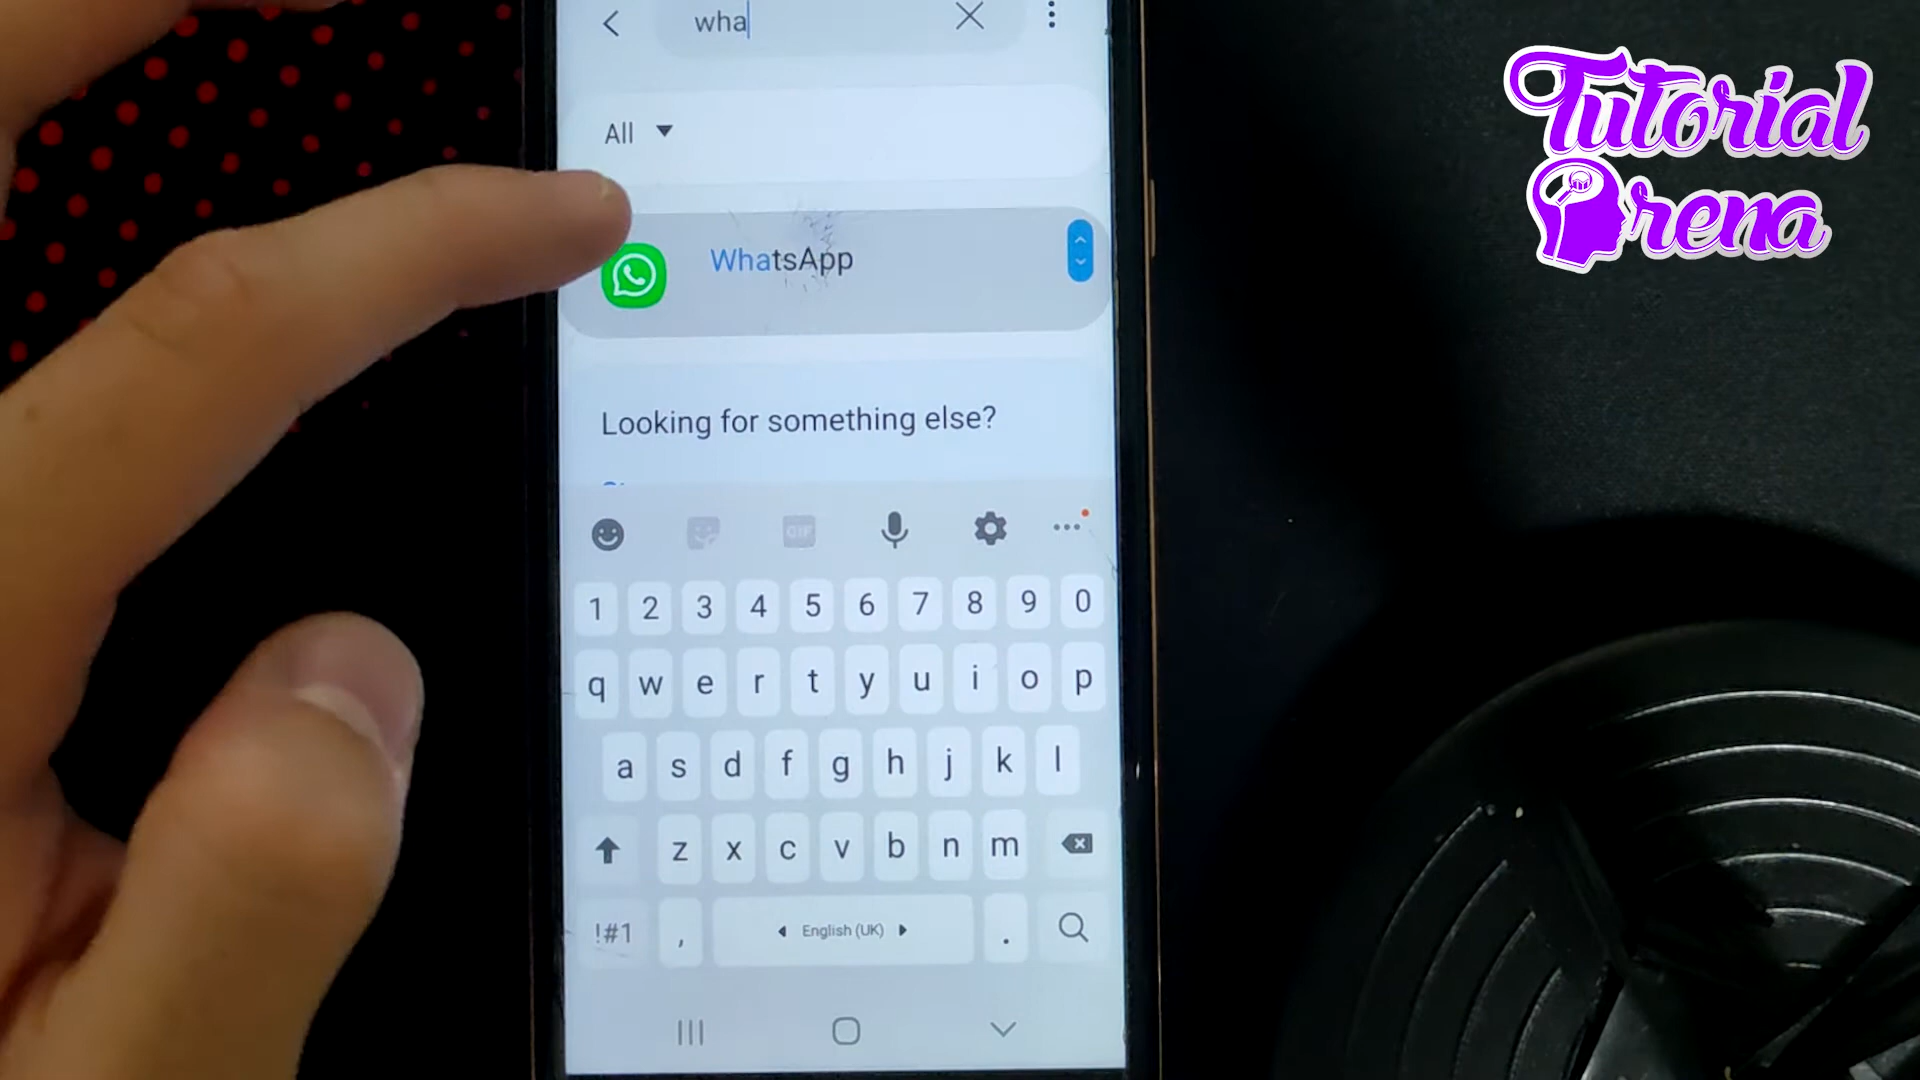 wha
Tutorial
Arena
All
WhatsApp
Looking for something else?
GIF
1 2 3 4 5 6 7 8 9 0
q w e r t y u i o p
a s d f g h j k l
z x c v b n m
!#1 , English (UK) .